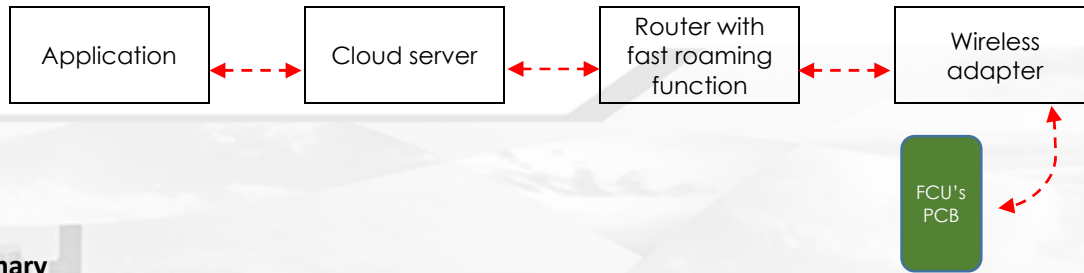 Application
Cloud server
Router with
fast roaming
function
Wireless
adapter
FCU's
PCB